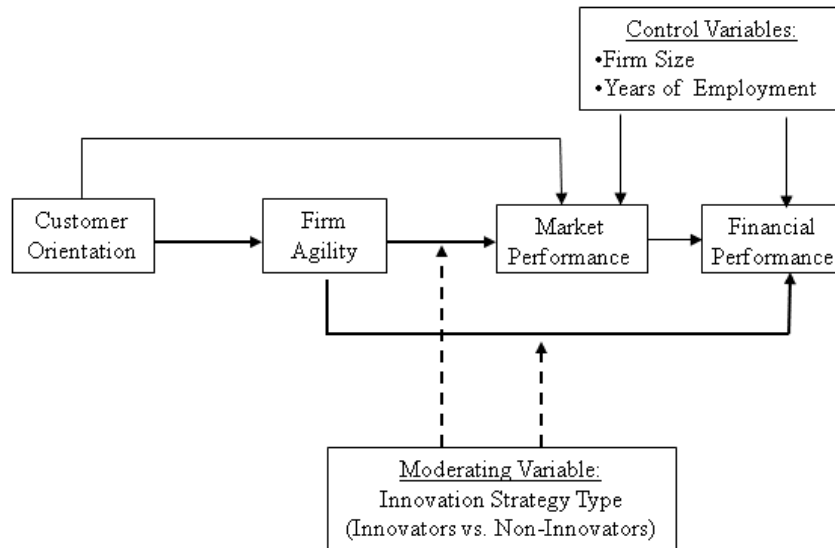 Control Variables:
•Firm Size
•Years of Employment
Customer
Orientation
Firm
Agility
Market
Performance
Financial
Performance
Moderating Variable:
Innovation Strategy Type
(Innovators vs. Non-Innovators)